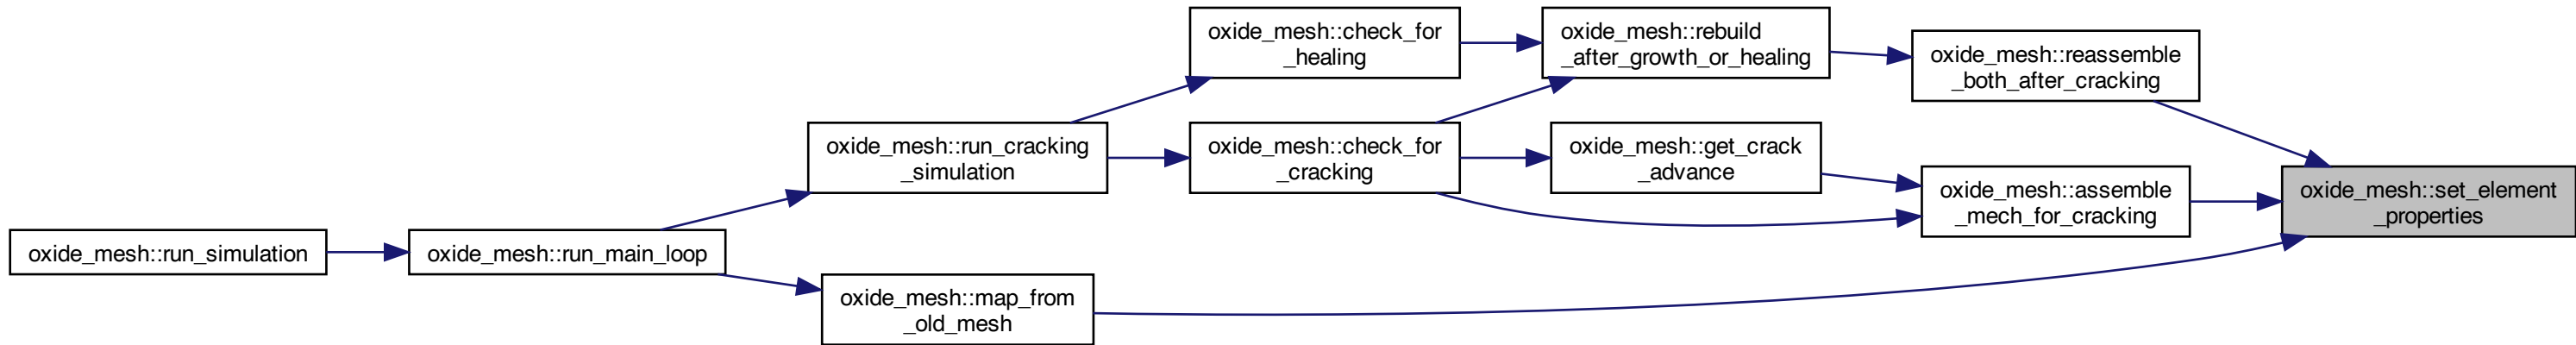 oxide_mesh::run_simulation
oxide_mesh::run_main_loop
oxide_mesh::run_cracking
_simulation
oxide_mesh::map_from
_old_mesh
oxide_mesh::check_for
_healing
oxide_mesh::check_for
_cracking
oxide_mesh::rebuild
_after_growth_or_healing
oxide_mesh::get_crack
_advance
oxide_mesh::reassemble
_both_after_cracking
oxide_mesh::assemble
_mech_for_cracking
oxide_mesh::set_element
_properties